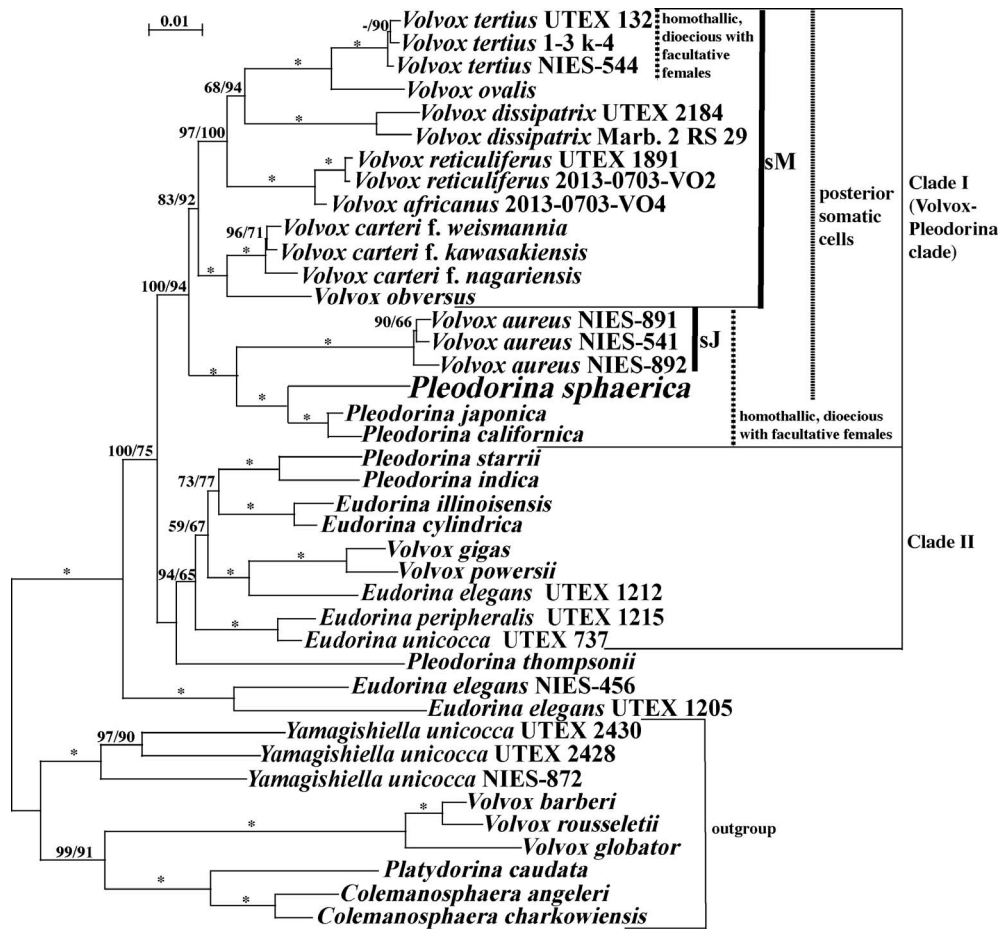 0.01
-/90
Volvox tertius UTEX 132
Volvox tertius 1-3 k-4
Volvox tertius NIES-544
homothallic,
dioecious with
facultative
females
*
68/94
*
Volvox ovalis
*
Volvox dissipatrix UTEX 2184
Volvox dissipatrix Marb. 2 RS 29
97/100
*
*
Volvox reticuliferus UTEX 1891
Volvox reticuliferus 2013-0703-VO2
Volvox africanus 2013-0703-VO4
sM
posterior
somatic
cells
Clade I
(Volvox-
Pleodorina
clade)
83/92
96/71
Volvox carteri f. weismannia
*
Volvox carteri f. kawasakiensis
Volvox carteri f. nagariensis
*
Volvox obversus
100/94
90/66
Volvox aureus NIES-891
Volvox aureus NIES-541
Volvox aureus NIES-892
sJ
*
*
Pleodorina sphaerica
*
*
Pleodorina japonica
Pleodorina californica
homothallic, dioecious
with facultative females
100/75
*
Pleodorina starrii
Pleodorina indica
73/77
*
Eudorina illinoisensis
Eudorina cylindrica
59/67
*
Volvox gigas
Volvox powersii
*
Eudorina elegans UTEX 1212
Clade II
94/65
*
Eudorina peripheralis UTEX 1215
Eudorina unicocca UTEX 737
*
Pleodorina thompsonii
*
Eudorina elegans NIES-456
Eudorina elegans UTEX 1205
97/90
Yamagishiella unicocca UTEX 2430
Yamagishiella unicocca UTEX 2428
*
Yamagishiella unicocca NIES-872
*
Volvox barberi
Volvox rousseletii
*
Volvox globator
outgroup
99/91
Platydorina caudata
*
*
Colemanosphaera angeleri
Colemanosphaera charkowiensis